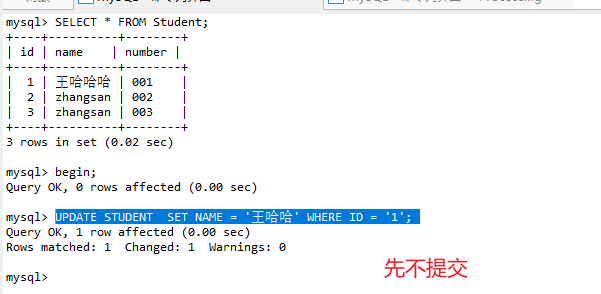 mysql> SELECT * FROM Student;
+----+----------+--------+
| id | name     | number |
+----+----------+--------+
|  1 | 王哈哈哈 | 001    |
|  2 | zhangsan | 002    |
|  3 | zhangsan | 003    |
+----+----------+--------+
3 rows in set (0.02 sec)
mysql> begin;
Query OK, 0 rows affected (0.00 sec)
mysql> UPDATE STUDENT  SET NAME = '王哈哈' WHERE ID = '1';
Query OK, 1 row affected (0.00 sec)
Rows matched: 1  Changed: 1  Warnings: 0
先不提交
mysql>